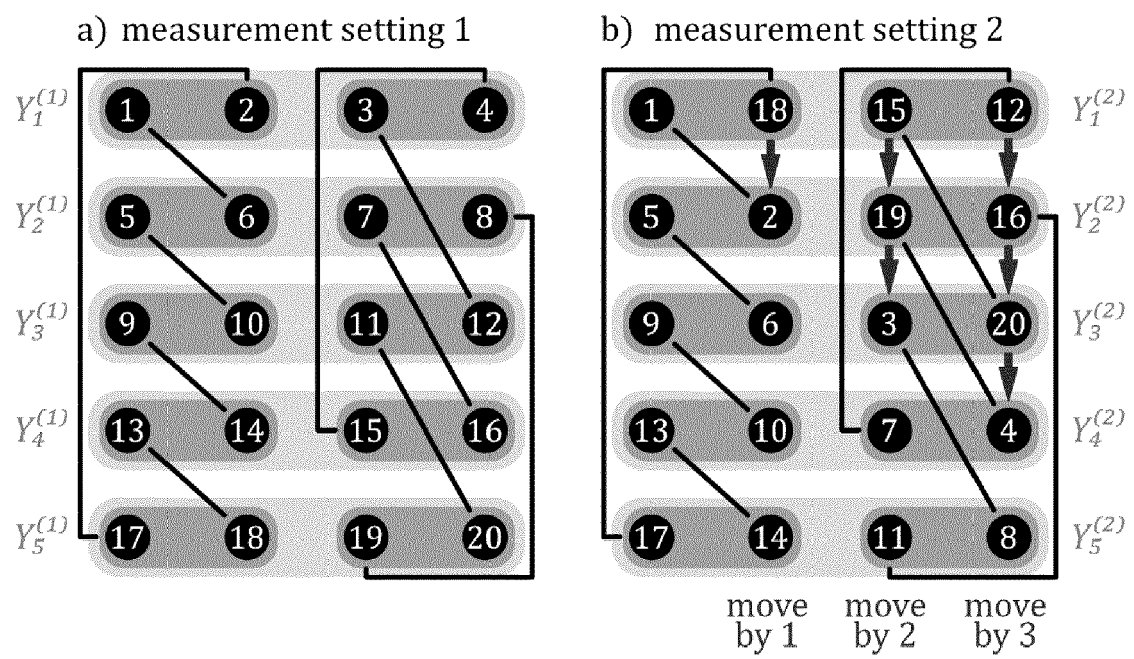 a) measurement setting 1
b) measurement setting 2
Y_1^{(1)} 1 2 3 4
1 18 15 12 Y_1^{(2)}
Y_2^{(1)} 5 6 7 8
5 2 19 16 Y_2^{(2)}
Y_3^{(1)} 9 10 11 12
9 6 3 20 Y_3^{(2)}
Y_4^{(1)} 13 14 15 16
13 10 7 4 Y_4^{(2)}
Y_5^{(1)} 17 18 19 20
17 14 11 8 Y_5^{(2)}
move by 1
move by 2
move by 3